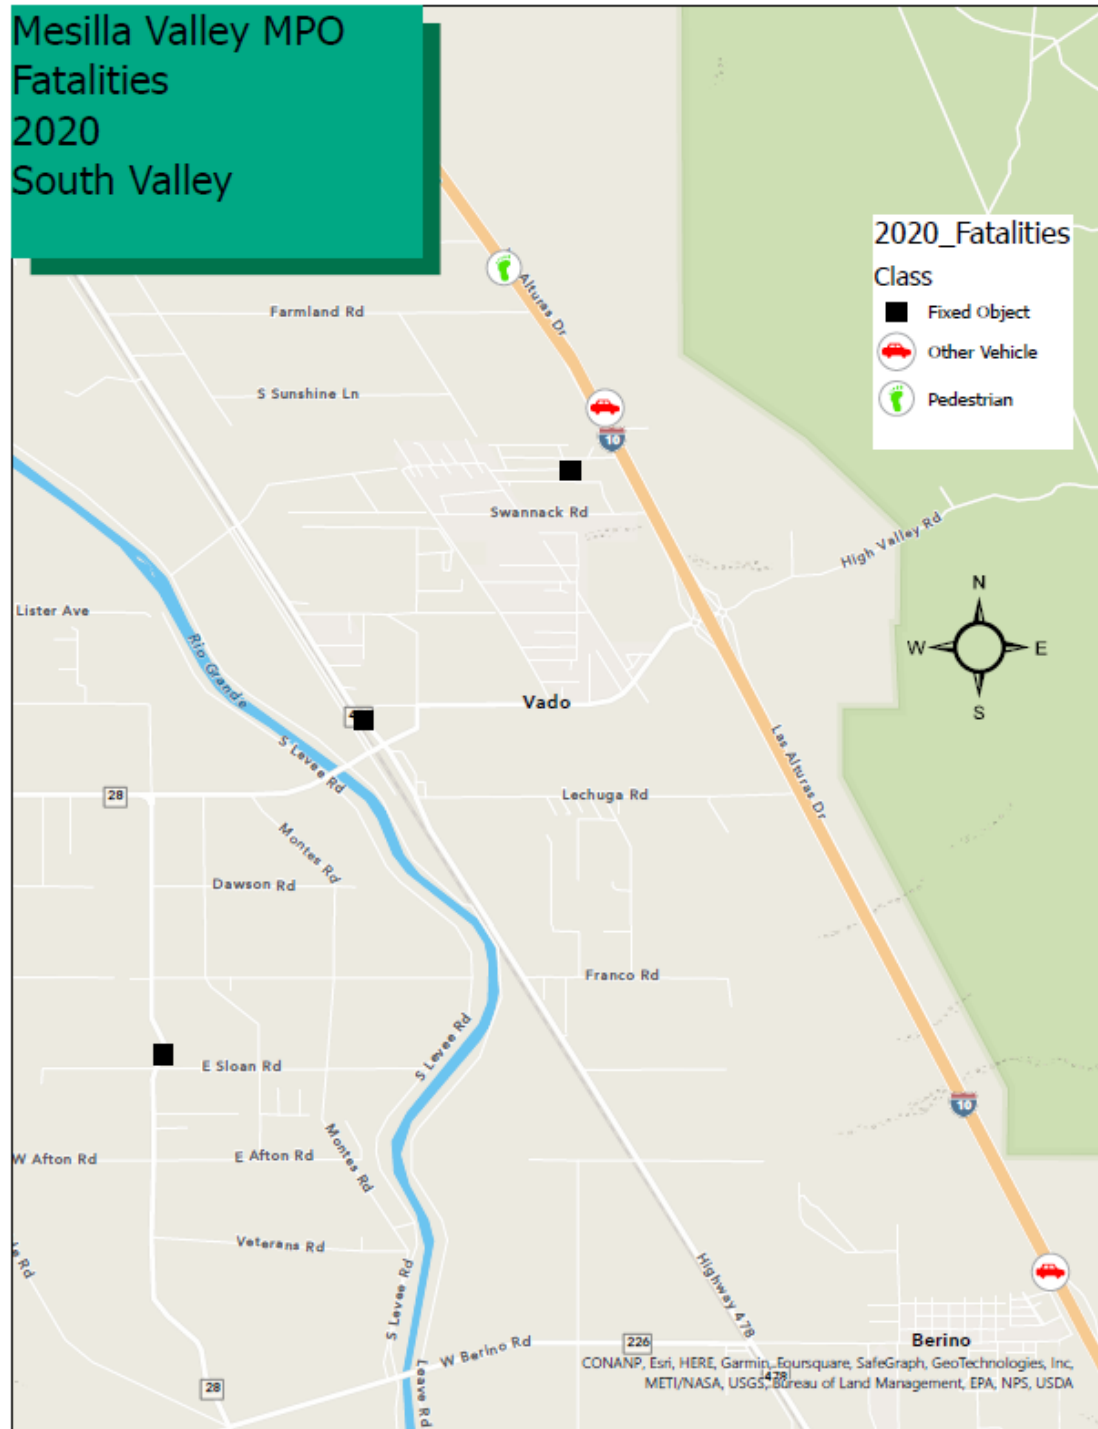 Mesilla Valley MPO
Fatalities
2020
South Valley
2020_Fatalities
Class
Fixed Object
Other Vehicle
Pedestrian
Alturas Dr
Farmland Rd
S Sunshine Ln
10
Swannack Rd
High Valley Rd
N
W
E
S
Lister Ave
Rio Grande
Vado
S Levee Rd
Las Alturas Dr
28
Lechuga Rd
Montes Rd
Dawson Rd
Franco Rd
S Levee Rd
E Sloan Rd
10
W Afton Rd
E Afton Rd
Montes Rd
Veterans Rd
Rd
S Levee Rd
Highway 478
W Berino Rd
226
Berino
Leave Rd
28
478
CONANP, Esri, HERE, Garmin, Foursquare, SafeGraph, GeoTechnologies, Inc,
METI/NASA, USGS, Bureau of Land Management, EPA, NPS, USDA